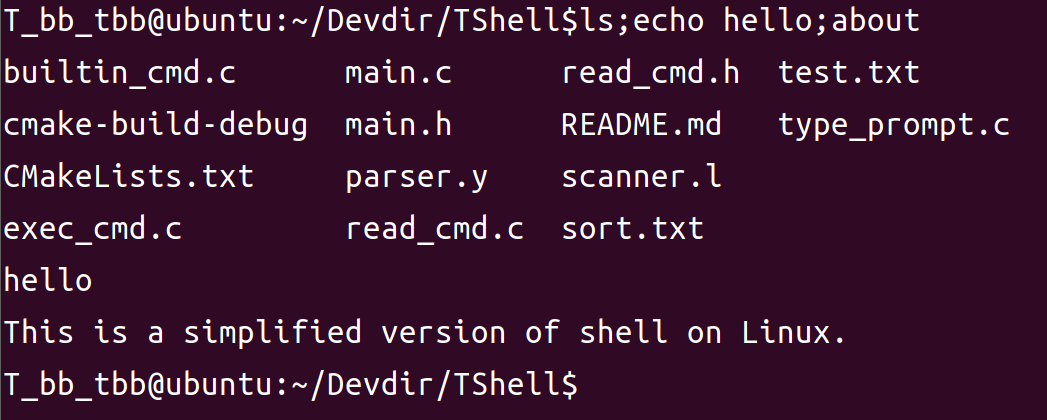 T_bb_tbb@ubuntu:~/Devdir/TShell$ls;echo hello;about
builtin_cmd.c       main.c       read_cmd.h  test.txt
cmake-build-debug  main.h       README.md   type_prompt.c
CMakeLists.txt      parser.y     scanner.l
exec_cmd.c          read_cmd.c  sort.txt
hello
This is a simplified version of shell on Linux.
T_bb_tbb@ubuntu:~/Devdir/TShell$